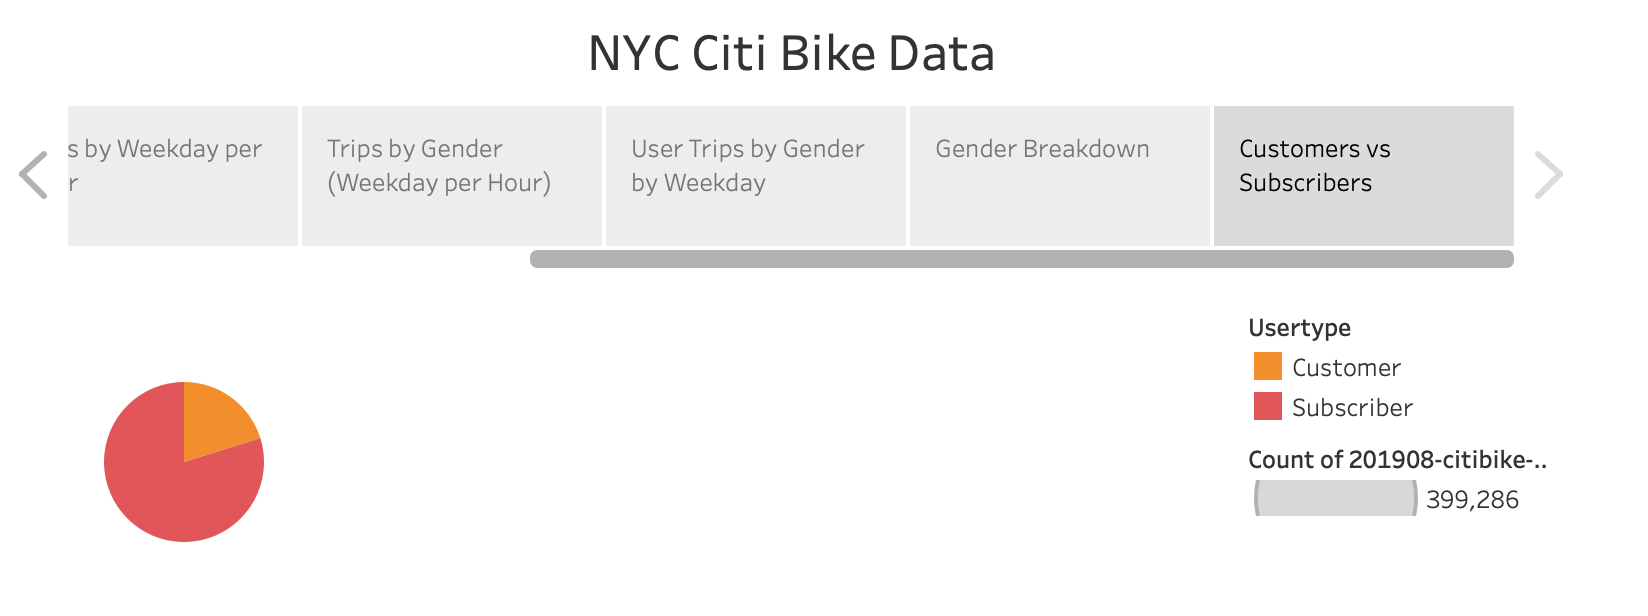 NYC Citi Bike Data
s by Weekday per
r
Trips by Gender
(Weekday per Hour)
User Trips by Gender
by Weekday
Gender Breakdown
Customers vs
Subscribers
Usertype
Customer
Subscriber
Count of 201908-citibike-..
399,286